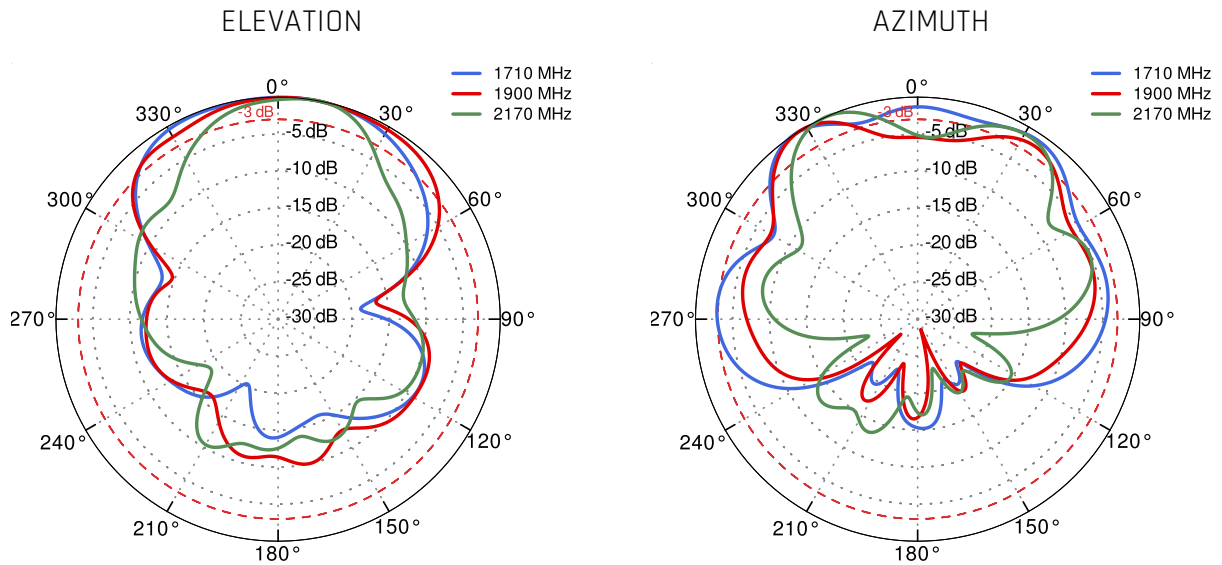 ELEVATION
1710 MHz
1900 MHz
2170 MHz
0°
330°
-3 dB
30°
-5 dB
-10 dB
300°
60°
-15 dB
-20 dB
25 dB
270°
-30 dB
90°
240°
120°
210°
150°
180°
AZIMUTH
1710 MHz
1900 MHz
2170 MHz
0°
330°
-3 dB
30°
-5 dB
-10 dB
300°
60°
-15 dB
-20 dB
25 dB
270°
-30 dB
90°
240°
120°
210°
150°
180°